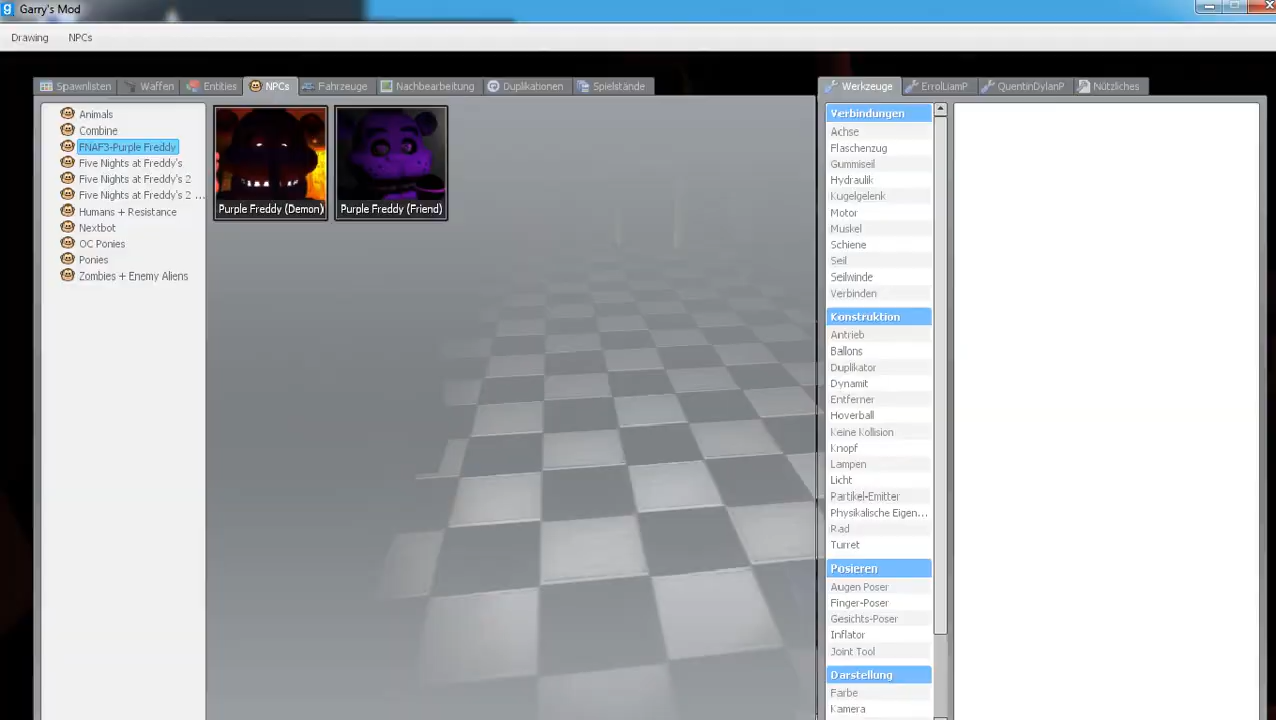 Garry's Mod
Drawing NPCs
Spawnlisten Waffen Entities NPCs Fahrzeuge Nachbearbeitung Duplikationen Spielstände
Animals
Combine
FNAF3-Purple Freddy
Five Nights at Freddy's
Five Nights at Freddy's 2
Five Nights at Freddy's 2 ...
Humans + Resistance
Nextbot
OC Ponies
Ponies
Zombies + Enemy Aliens
Purple Freddy (Demon) Purple Freddy (Friend)
Werkzeuge ErrolLiamP QuentinDylanP Nützliches
Verbindungen
Achse
Flaschenzug
Gummiseil
Hydraulik
Kugelgelenk
Motor
Muskel
Schiene
Seil
Seilwinde
Verbinden
Konstruktion
Antrieb
Ballons
Duplikator
Dynamit
Entferner
Hoverball
Keine Kollision
Knopf
Lampen
Licht
Partikel-Emitter
Physikalische Eigen...
Rad
Turret
Posieren
Augen Poser
Finger-Poser
Gesichts-Poser
Inflator
Joint Tool
Darstellung
Farbe
Kamera